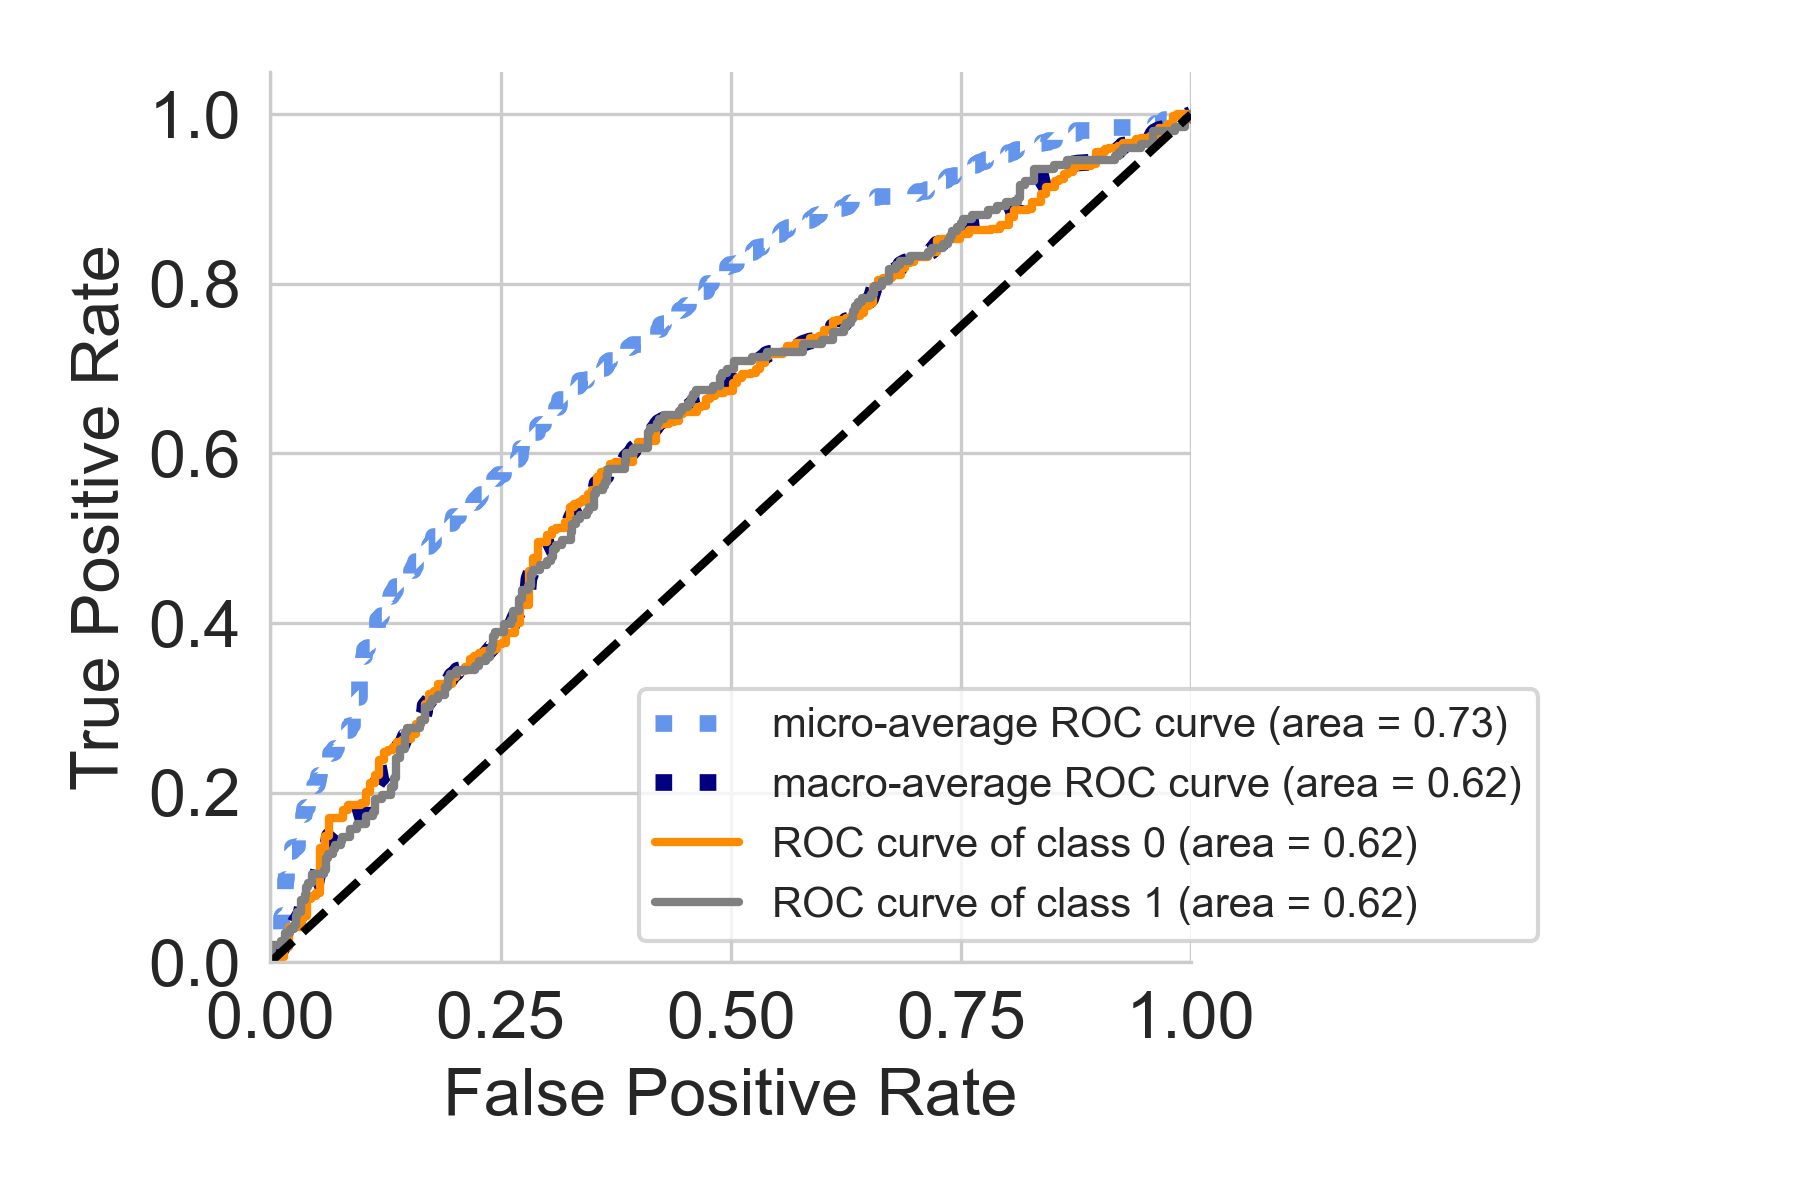 True Positive Rate
1.0
0.8
0.6
0.4
0.2
0.0
micro-average ROC curve (area = 0.73)
macro-average ROC curve (area = 0.62)
ROC curve of class 0 (area = 0.62)
ROC curve of class 1 (area = 0.62)
0.00 0.25 0.50 0.75 1.00
False Positive Rate